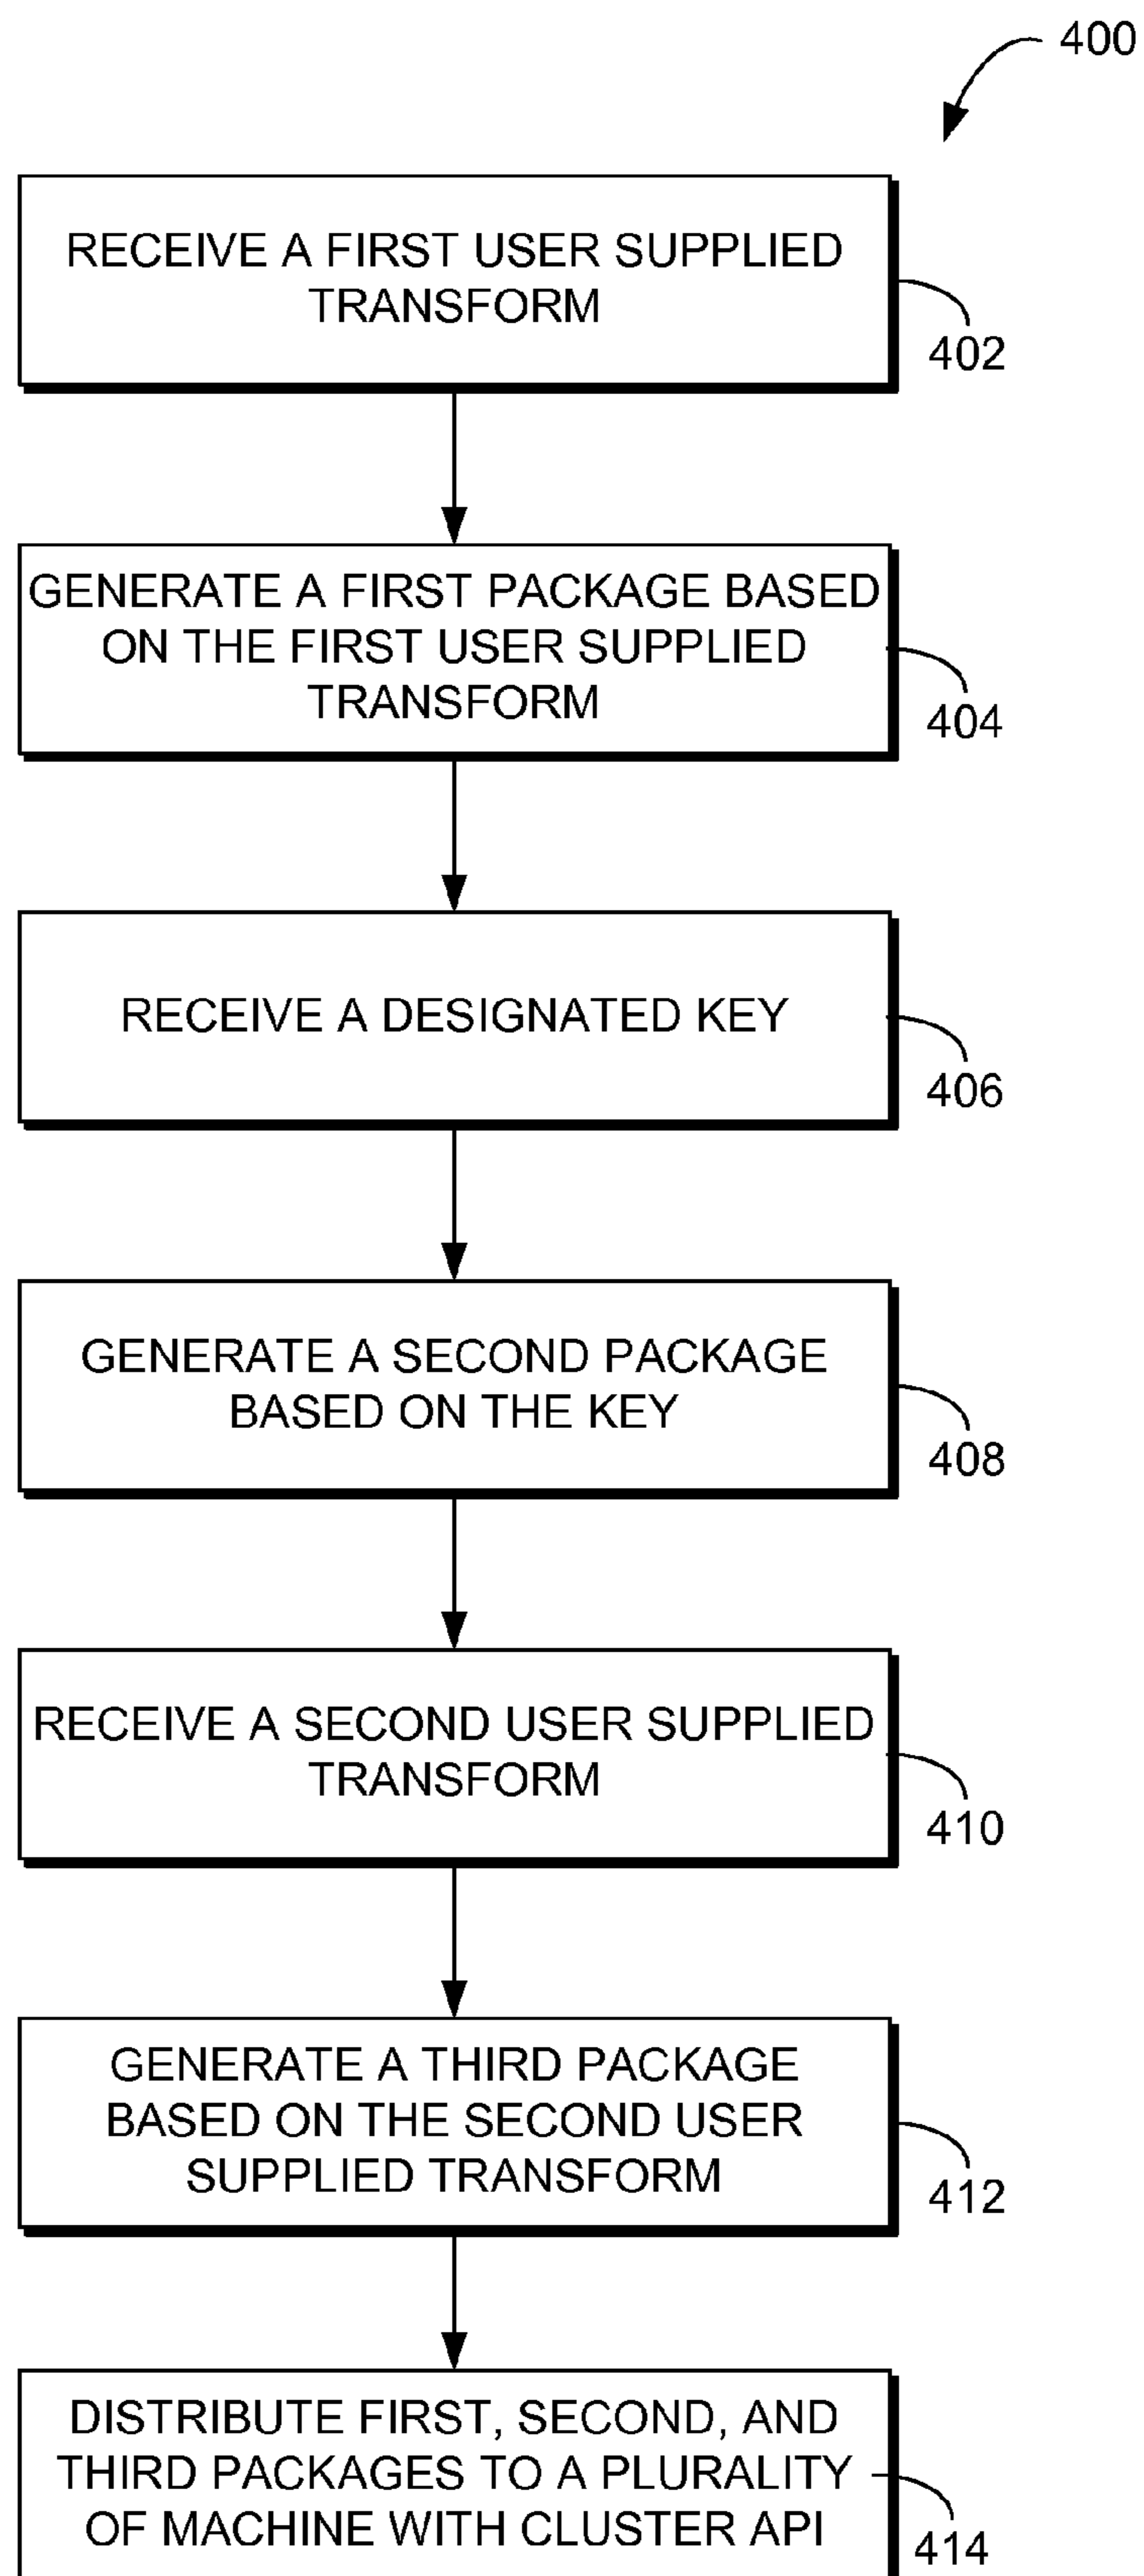 400
RECEIVE A FIRST USER SUPPLIED
TRANSFORM
402
GENERATE A FIRST PACKAGE BASED
ON THE FIRST USER SUPPLIED
TRANSFORM
404
RECEIVE A DESIGNATED KEY
406
GENERATE A SECOND PACKAGE
BASED ON THE KEY
408
RECEIVE A SECOND USER SUPPLIED
TRANSFORM
410
GENERATE A THIRD PACKAGE
BASED ON THE SECOND USER
SUPPLIED TRANSFORM
412
DISTRIBUTE FIRST, SECOND, AND
THIRD PACKAGES TO A PLURALITY
OF MACHINE WITH CLUSTER API
414